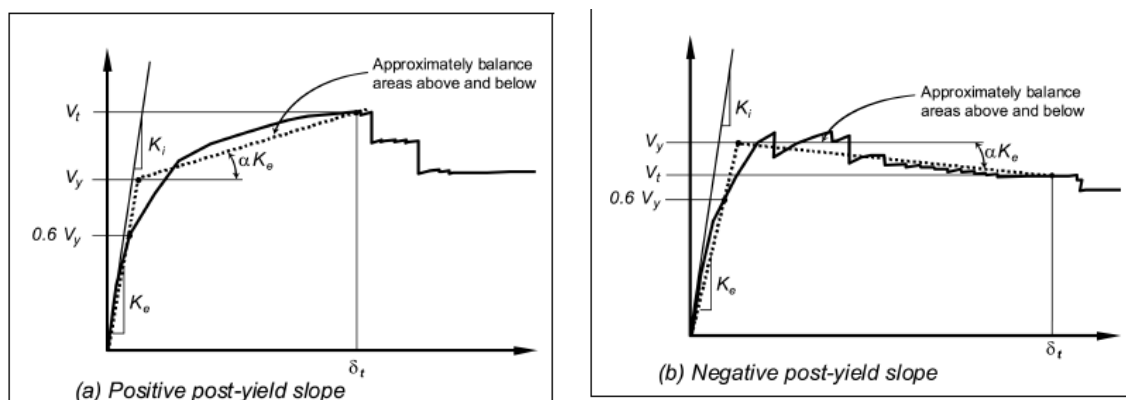 Approximately balance
areas above and below
V_t
K_i
αK_e
V_y
0.6 V_y
K_e
δ_t
(a) Positive post-yield slope
Approximately balance
areas above and below
K_i
V_y
αK_e
V_t
0.6 V_y
K_e
δ_t
(b) Negative post-yield slope